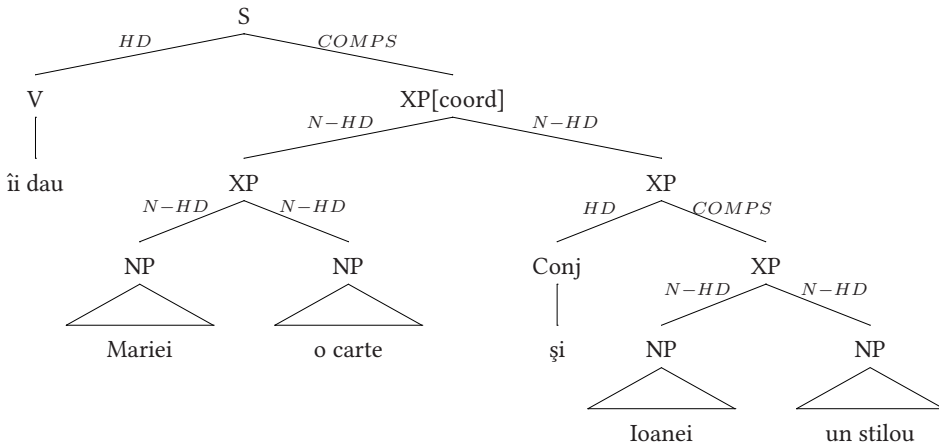 S
HD COMPS
V XP[coord]
N−HD N−HD
îi dau XP XP
N−HD N−HD HD COMPS
NP NP Conj XP
N−HD N−HD
Mariei o carte şi NP NP
Ioanei un stilou